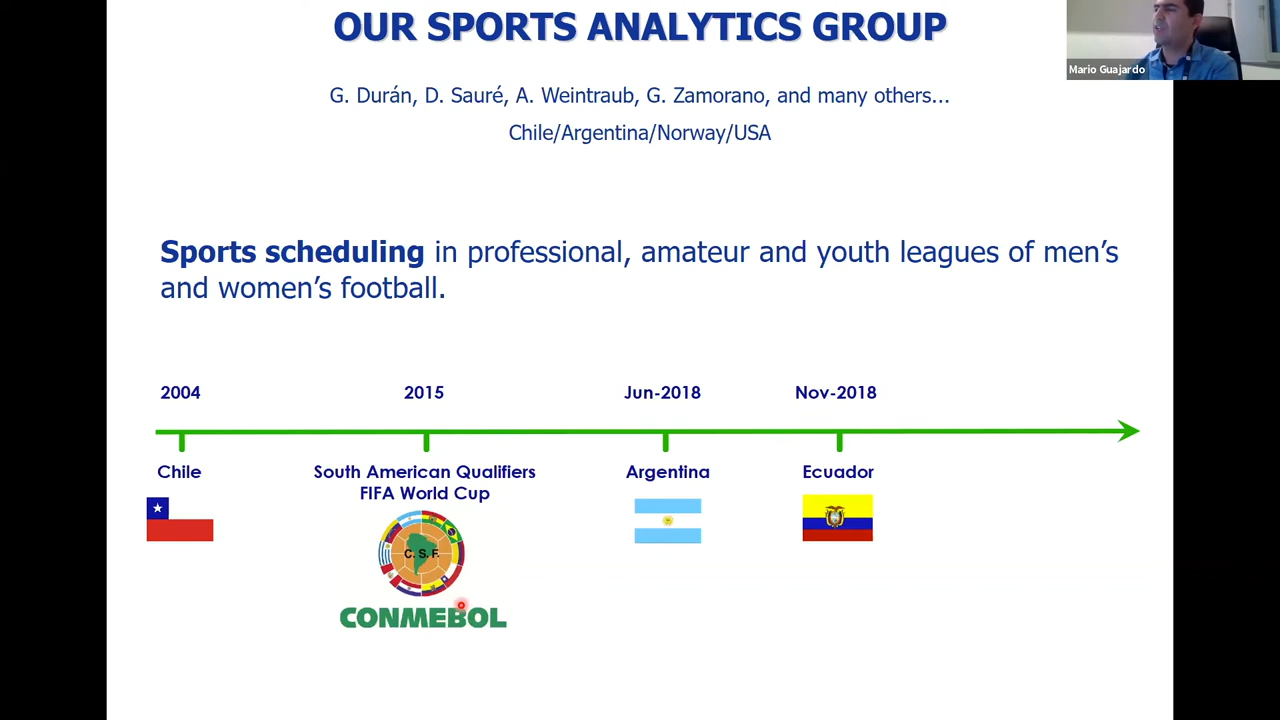 OUR SPORTS ANALYTICS GROUP
Mario Guajardo
G. Durán, D. Sauré, A. Weintraub, G. Zamorano, and many others...
Chile/Argentina/Norway/USA
Sports scheduling in professional, amateur and youth leagues of men’s
and women’s football.
2004
2015
Jun-2018
Nov-2018
Chile
South American Qualifiers
FIFA World Cup
Argentina
Ecuador
C. S. F.
CONMEBOL